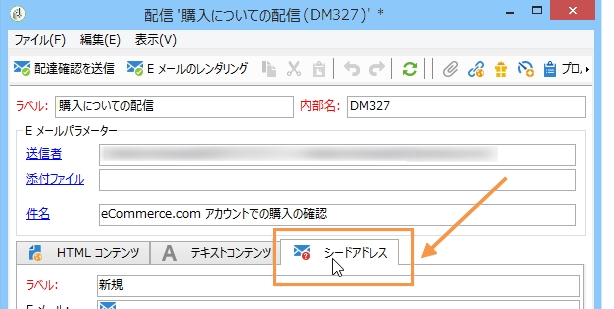 配信 '購入についての配信 (DM327)' *
ファイル(F) 編集(E) 表示(V)
配達確認を送信 E メールのレンダリング プロ
ラベル: 購入についての配信 内部名: DM327
E メールパラメーター
送信者
添付ファイル
件名 eCommerce.com アカウントでの購入の確認
HTML コンテンツ A テキストコンテンツ シードアドレス
ラベル: 新規
E メール: